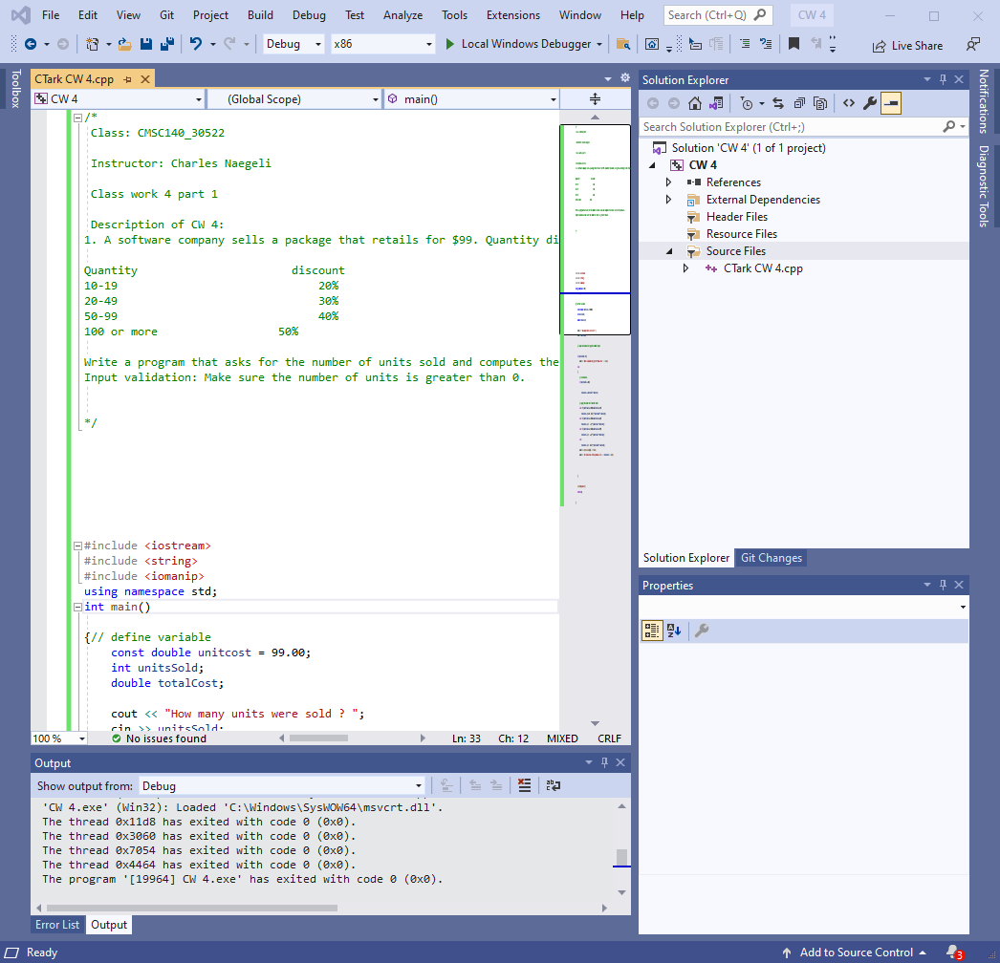 File Edit View Git Project Build Debug Test Analyze Tools Extensions Window Help Search (Ctrl+Q) CW 4
Debug x86 Local Windows Debugger Live Share
Toolbox
CTark CW 4.cpp
CW 4 (Global Scope) main()
/*
Class: CMSC140_30522
Instructor: Charles Naegeli
Class work 4 part 1
Description of CW 4:
1. A software company sells a package that retails for $99. Quantity di
Quantity discount
10-19 20%
20-49 30%
50-99 40%
100 or more 50%
Write a program that asks for the number of units sold and computes the
Input validation: Make sure the number of units is greater than 0.
*/
#include <iostream>
#include <string>
#include <iomanip>
using namespace std;
int main()
{// define variable
const double unitcost = 99.00;
int unitsSold;
double totalCost;
cout << "How many units were sold ? ";
cin >> unitsSold;
100 % No issues found Ln: 33 Ch: 12 MIXED CRLF
Output
Show output from: Debug
'CW 4.exe' (Win32): Loaded 'C:\Windows\SysWOW64\msvcrt.dll'.
The thread 0x11d8 has exited with code 0 (0x0).
The thread 0x3060 has exited with code 0 (0x0).
The thread 0x7054 has exited with code 0 (0x0).
The thread 0x4464 has exited with code 0 (0x0).
The program '[19964] CW 4.exe' has exited with code 0 (0x0).
Error List Output
Solution Explorer
Search Solution Explorer (Ctrl+;)
Solution 'CW 4' (1 of 1 project)
CW 4
References
External Dependencies
Header Files
Resource Files
Source Files
CTark CW 4.cpp
Solution Explorer Git Changes
Properties
Notifications
Diagnostic Tools
Ready Add to Source Control 3